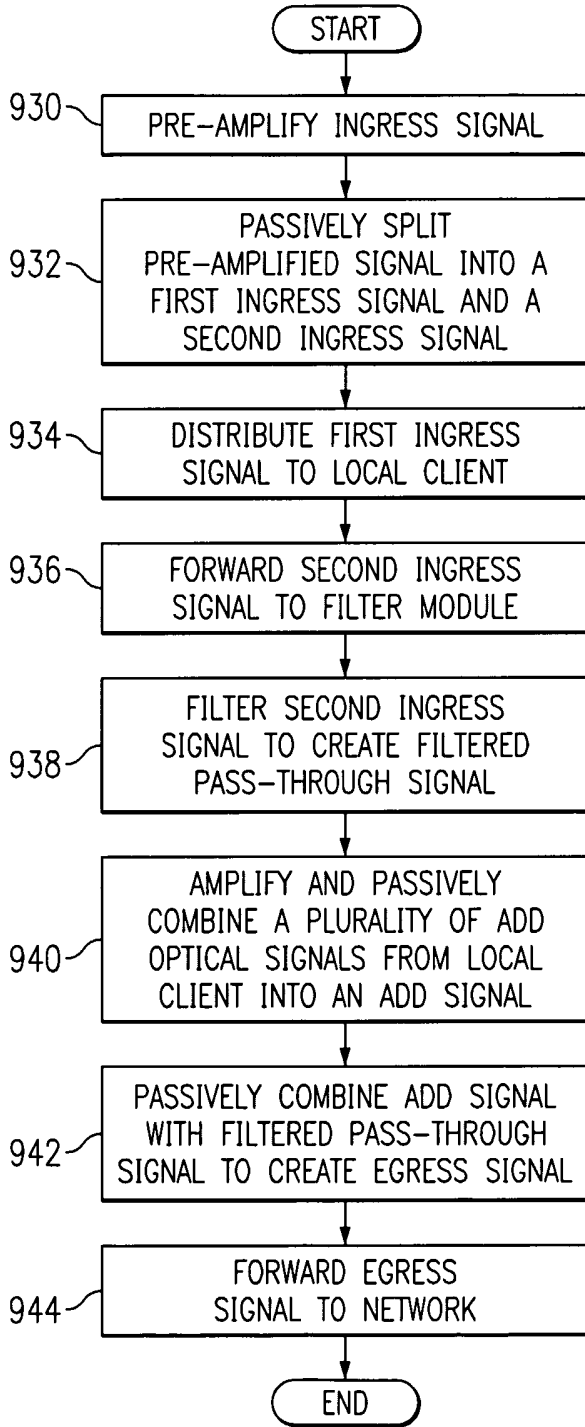 START
930
PRE-AMPLIFY INGRESS SIGNAL
932
PASSIVELY SPLIT
PRE-AMPLIFIED SIGNAL INTO A
FIRST INGRESS SIGNAL AND A
SECOND INGRESS SIGNAL
934
DISTRIBUTE FIRST INGRESS
SIGNAL TO LOCAL CLIENT
936
FORWARD SECOND INGRESS
SIGNAL TO FILTER MODULE
938
FILTER SECOND INGRESS
SIGNAL TO CREATE FILTERED
PASS-THROUGH SIGNAL
940
AMPLIFY AND PASSIVELY
COMBINE A PLURALITY OF ADD
OPTICAL SIGNALS FROM LOCAL
CLIENT INTO AN ADD SIGNAL
942
PASSIVELY COMBINE ADD SIGNAL
WITH FILTERED PASS-THROUGH
SIGNAL TO CREATE EGRESS SIGNAL
944
FORWARD EGRESS
SIGNAL TO NETWORK
END